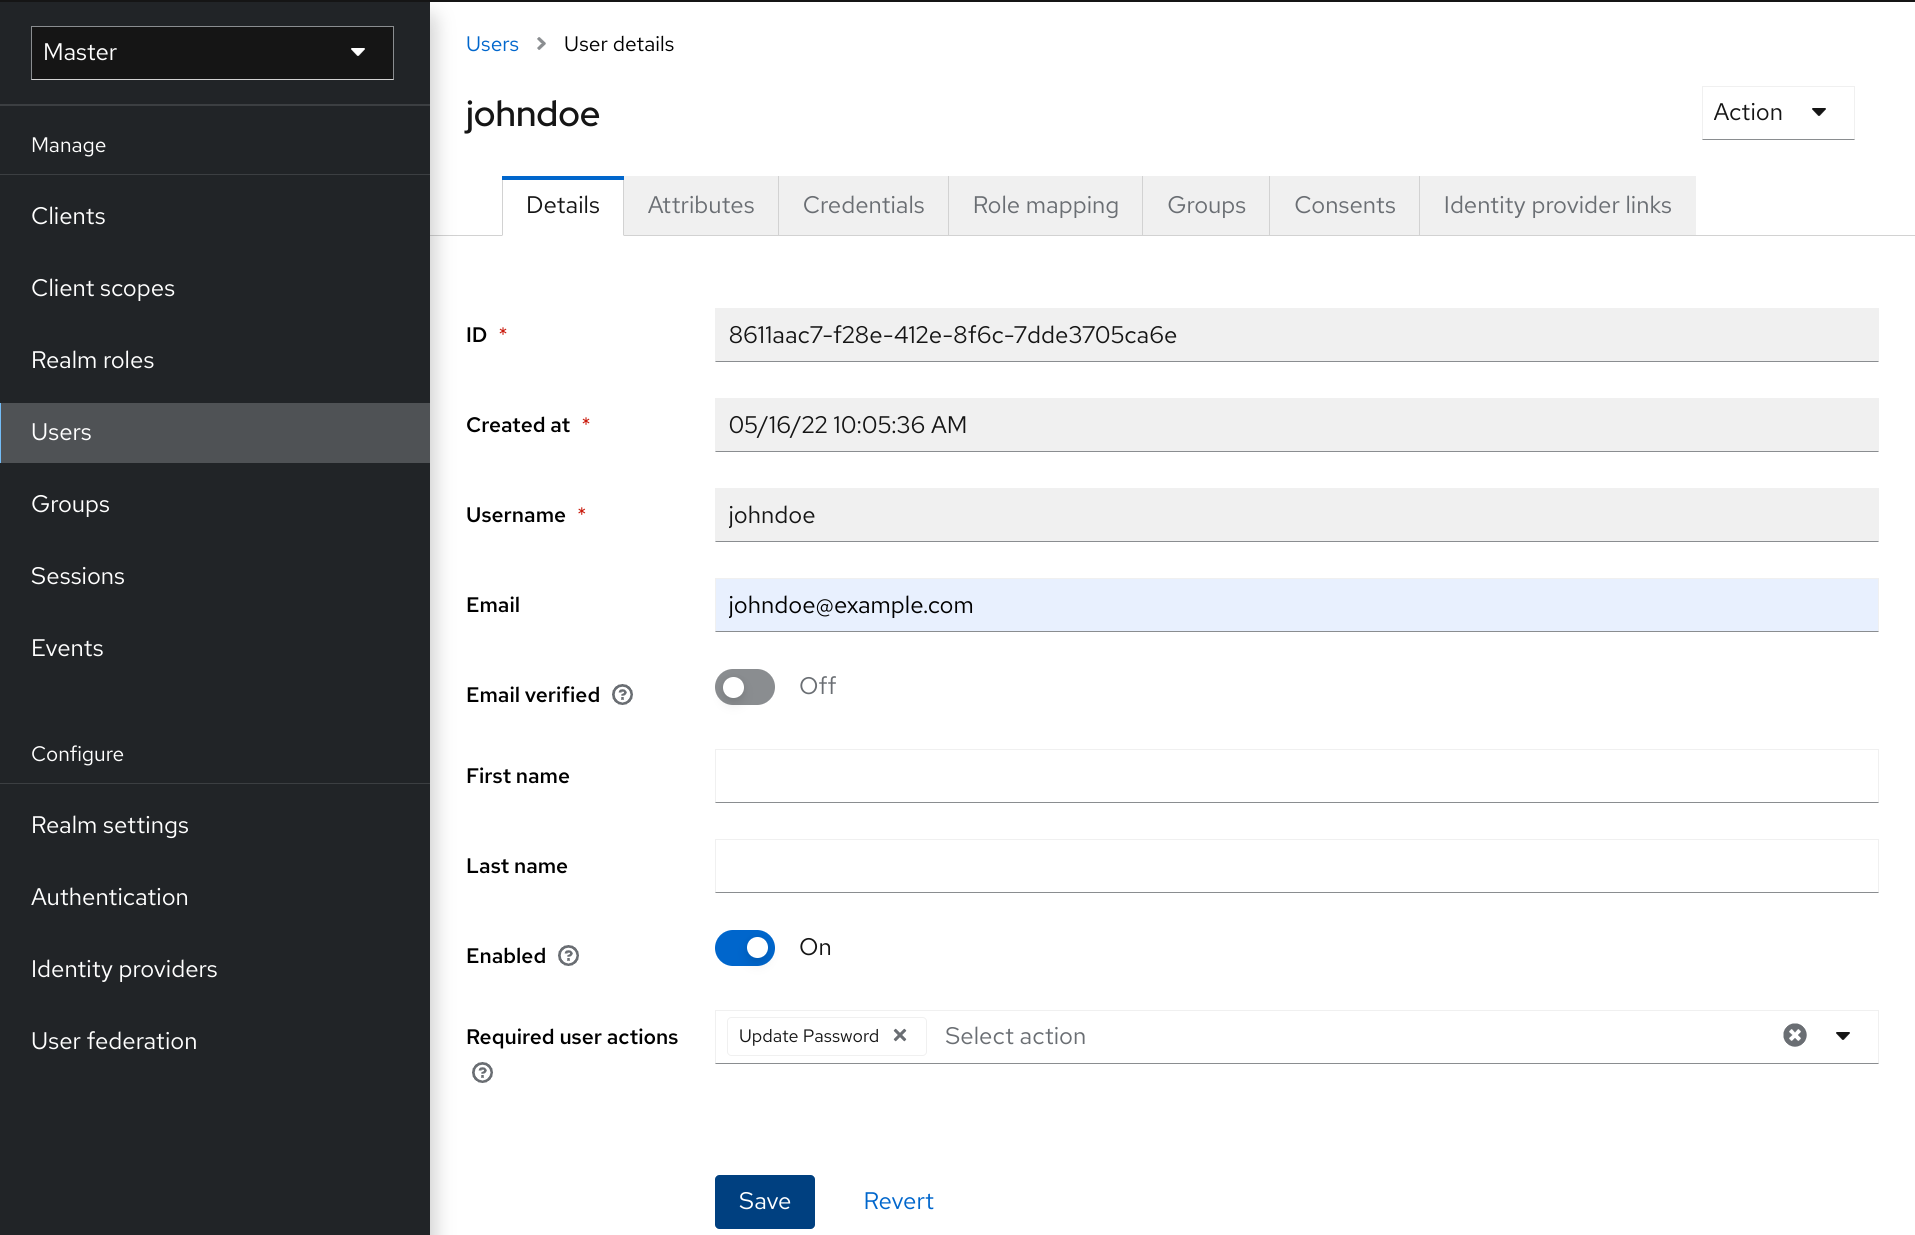 Master
Manage
Clients
Client scopes
Realm roles
Users
Groups
Sessions
Events
Configure
Realm settings
Authentication
Identity providers
User federation
Users > User details
johndoe
Action
Details Attributes Credentials Role mapping Groups Consents Identity provider links
ID * 8611aac7-f28e-412e-8f6c-7dde3705ca6e
Created at * 05/16/22 10:05:36 AM
Username * johndoe
Email johndoe@example.com
Email verified ? Off
First name
Last name
Enabled ? On
Required user actions ? Update Password Select action
Save Revert